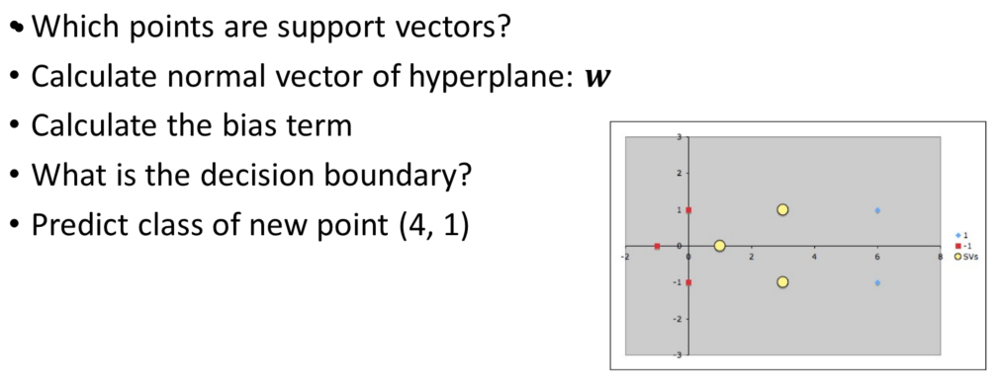 • Which points are support vectors?
• Calculate normal vector of hyperplane: w
• Calculate the bias term
• What is the decision boundary?
• Predict class of new point (4, 1)
3
2
1
0
-2 0 2 4 6 8
-1
-2
-3
1
-1
SVs